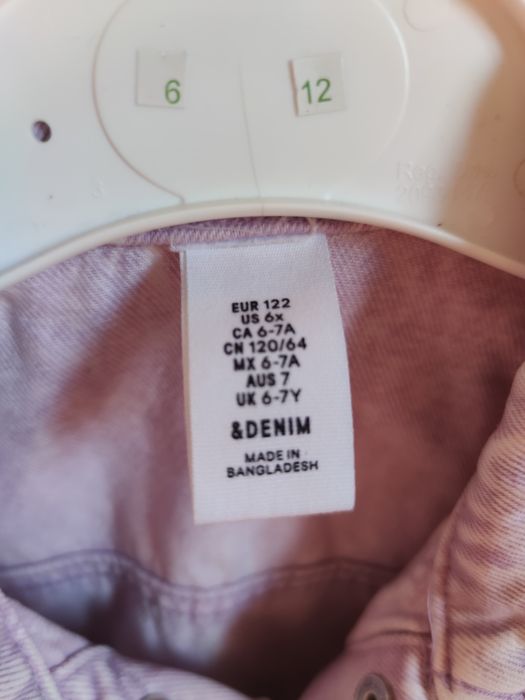 6
12
EUR 122
US 6x
CA 6-7A
CN 120/64
MX 6-7A
AUS 7
UK 6-7Y
&DENIM
MADE IN
BANGLADESH